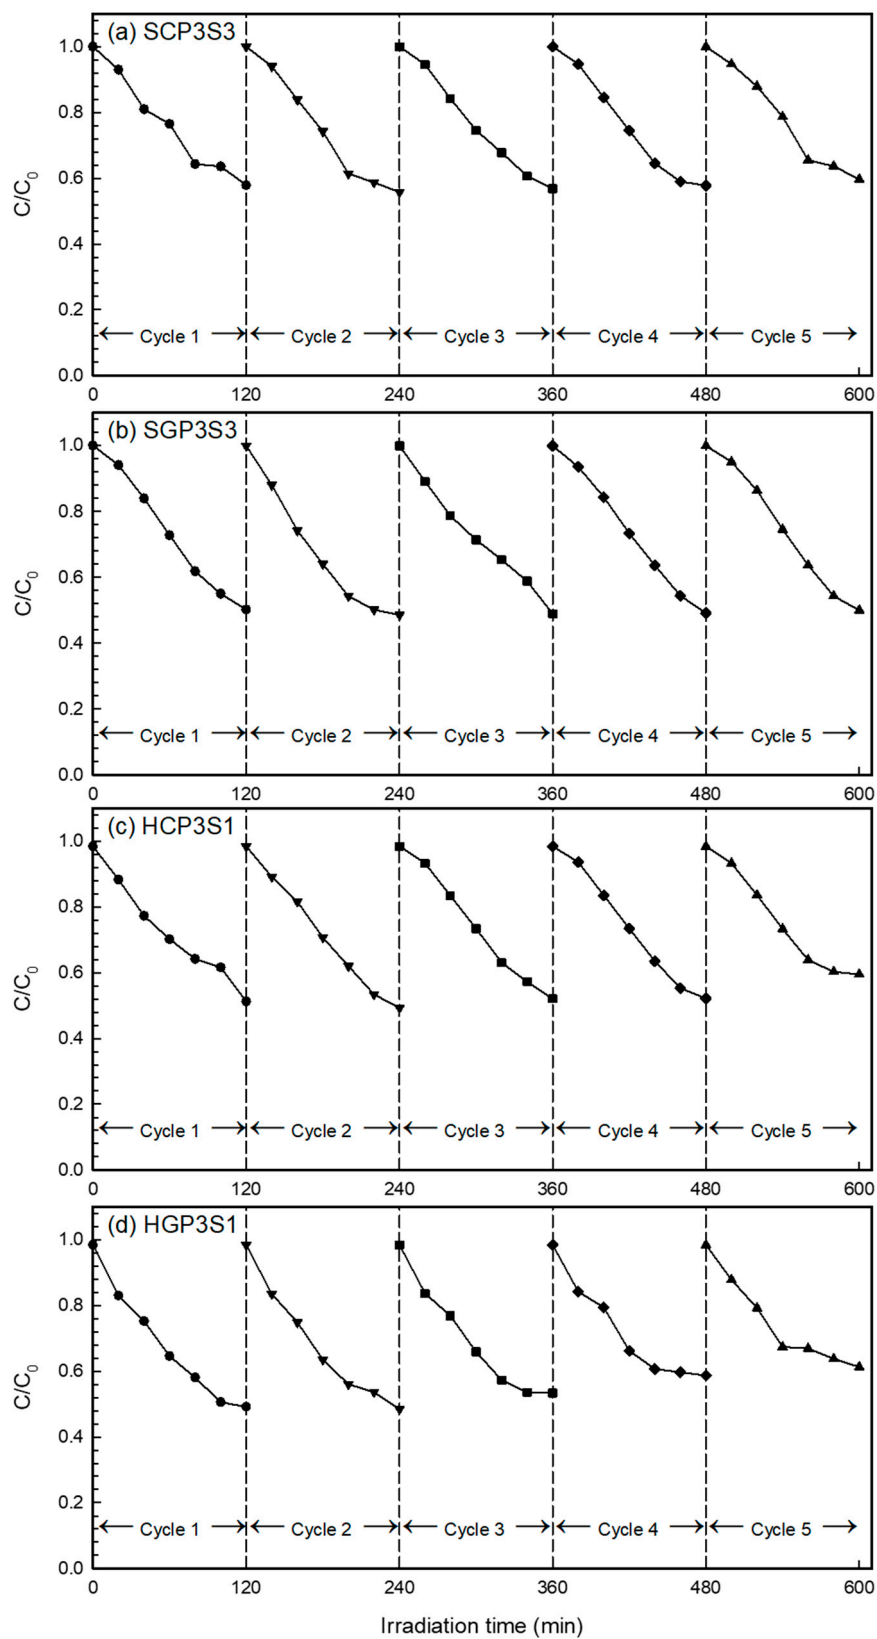 (a) SCP3S3
1.0
0.8
0.6
0.4
0.2
0.0
C/C0
Cycle 1 Cycle 2 Cycle 3 Cycle 4 Cycle 5
0 120 240 360 480 600
(b) SGP3S3
1.0
0.8
0.6
0.4
0.2
0.0
C/C0
Cycle 1 Cycle 2 Cycle 3 Cycle 4 Cycle 5
0 120 240 360 480 600
(c) HCP3S1
1.0
0.8
0.6
0.4
0.2
0.0
C/C0
Cycle 1 Cycle 2 Cycle 3 Cycle 4 Cycle 5
0 120 240 360 480 600
(d) HGP3S1
1.0
0.8
0.6
0.4
0.2
0.0
C/C0
Cycle 1 Cycle 2 Cycle 3 Cycle 4 Cycle 5
0 120 240 360 480 600
Irradiation time (min)